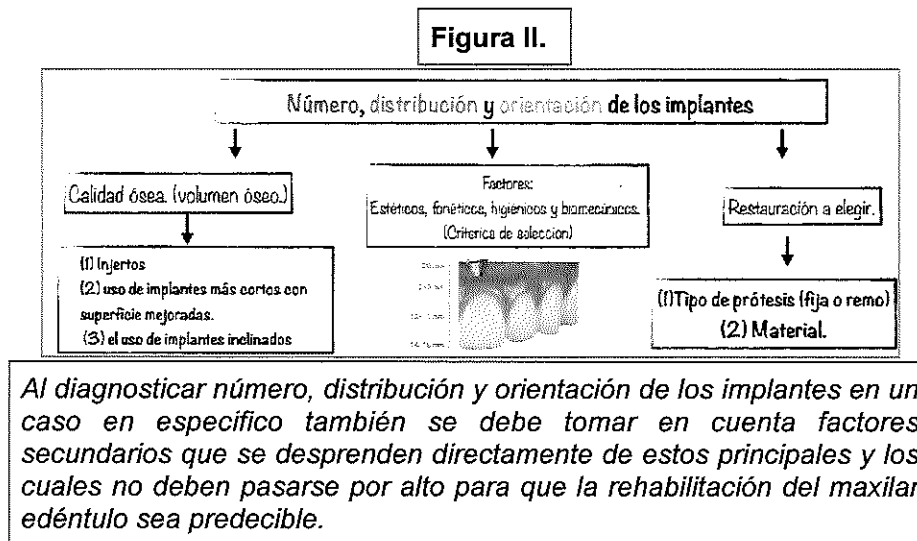 Figura II.
Número, distribución y orientación de los implantes
Calidad ósea. (volumen óseo.)
Factores:
Estéticos, fonéticos, higiénicos y biomecánicos.
(Criterios de seleccion)
Restauración a elegir.
(1) Injertos
(2) uso de implantes más cortos con
superficie mejoradas.
(3) el uso de implantes inclinados
(1)Tipo de prótesis (fija o remo)
(2) Material.
Al diagnosticar número, distribución y orientación de los implantes en un
caso en específico también se debe tomar en cuenta factores
secundarios que se desprenden directamente de estos principales y los
cuales no deben pasarse por alto para que la rehabilitación del maxilar
edéntulo sea predecible.